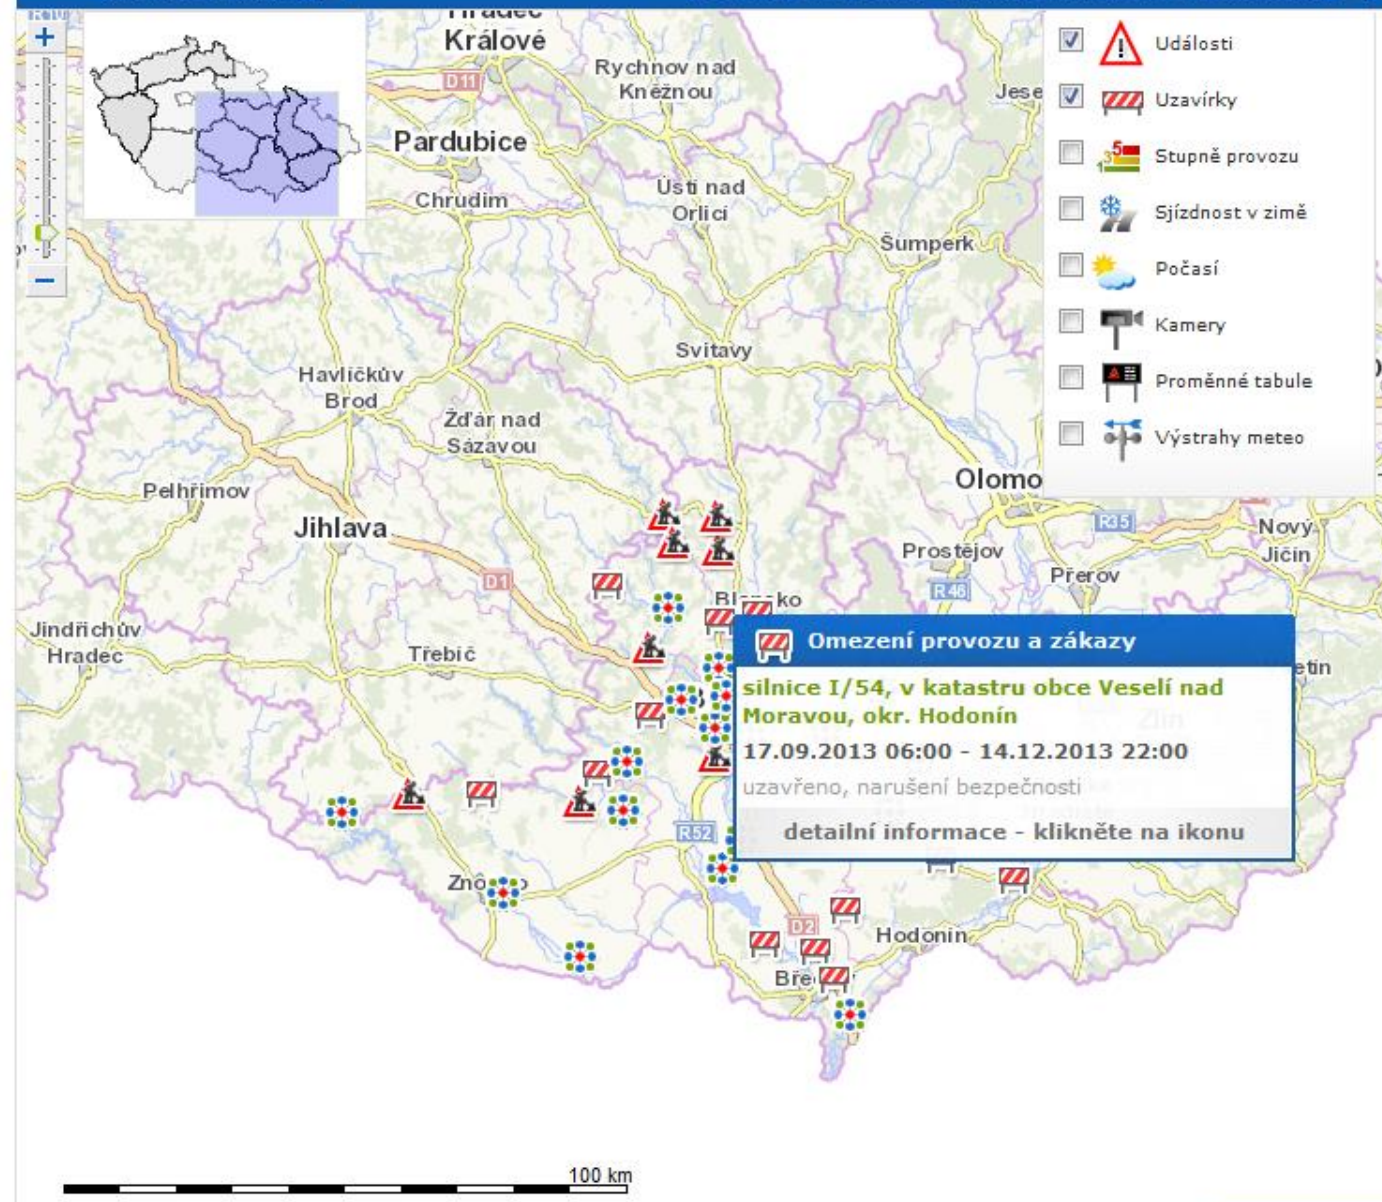 Hradec
Králové
D11
Rychnov nad
Kněžnou
Pardubice
Chrudim
Ústí nad
Orlicí
Šumperk
Svitavy
Havlíčkův
Brod
Žďár nad
Sázavou
Pelhřimov
Jihlava
Olomo
R35
Nový
Jičín
Prostějov
Přerov
R46
D1
Jindřichův
Hradec
Třebíč
R52
D2
Hodonín
100 km
Události
Uzavírky
Stupně provozu
Sjízdnost v zimě
Počasí
Kamery
Proměnné tabule
Výstrahy meteo
Omezení provozu a zákazy
silnice I/54, v katastru obce Veselí nad
Moravou, okr. Hodonín
17.09.2013 06:00 - 14.12.2013 22:00
uzavřeno, narušení bezpečnosti
detailní informace - klikněte na ikonu